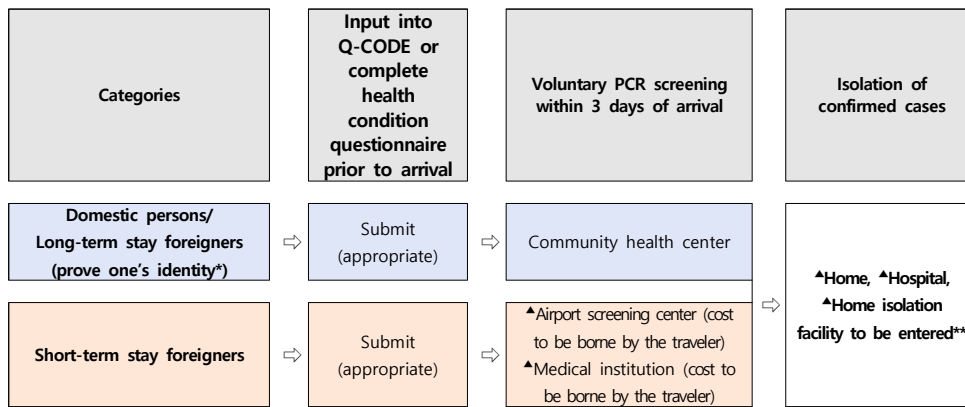 Categories
Input into
Q-CODE or
complete
health
condition
questionnaire
prior to arrival
Voluntary PCR screening
within 3 days of arrival
Isolation of
confirmed cases
Domestic persons/
Long-term stay foreigners
(prove one's identity*)
⇨
Submit
(appropriate)
⇨
Community health center
Short-term stay foreigners
⇨
Submit
(appropriate)
⇨
▲Airport screening center (cost
to be borne by the traveler)
▲Medical institution (cost to
be borne by the traveler)
⇨
▲Home, ▲Hospital,
▲Home isolation
facility to be entered**